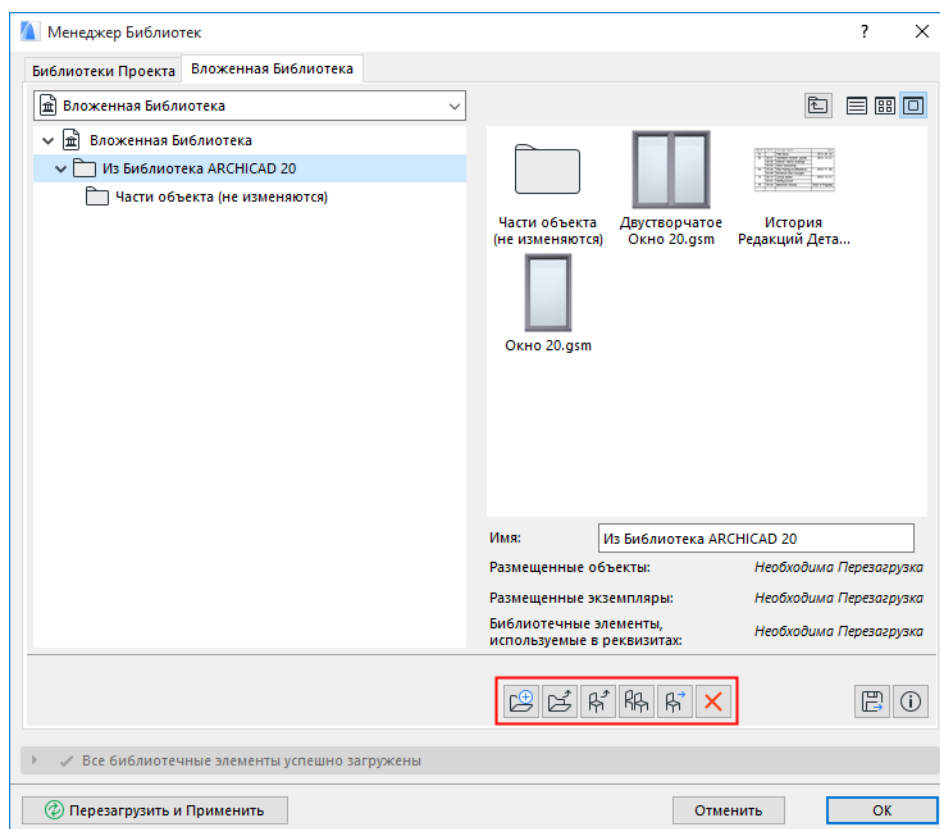 Менеджер Библиотек
?
Библиотеки Проекта
Вложенная Библиотека
Вложенная Библиотека
Вложенная Библиотека
Из Библиотека ARCHICAD 20
Части объекта (не изменяются)
Части объекта
(не изменяются)
Двустворчатое
Окно 20.gsm
История
Редакций Дета...
Окно 20.gsm
Имя:
Из Библиотека ARCHICAD 20
Размещенные объекты:
Необходима Перезагрузка
Размещенные экземпляры:
Необходима Перезагрузка
Библиотечные элементы,
используемые в реквизитах:
Необходима Перезагрузка
Все библиотечные элементы успешно загружены
Перезагрузить и Применить
Отменить
OK